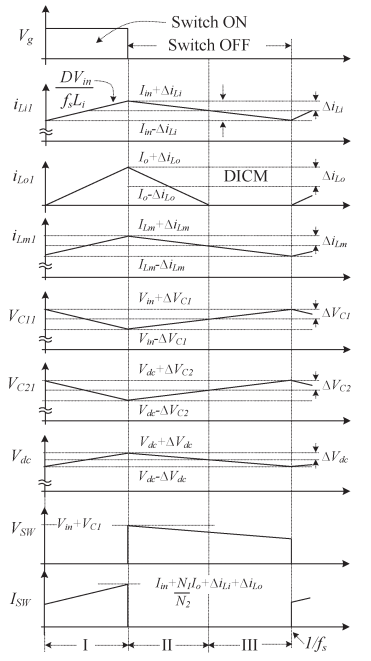 Switch ON
V_g
Switch OFF
DV_in
f_sL_i
I_in+Δi_Li
i_Li1
Δi_Li
I_in-Δi_Li
I_o+Δi_Lo
DICM
i_Lo1
Δi_Lo
I_o-Δi_Lo
I_Lm+Δi_Lm
i_Lm1
Δi_Lm
I_Lm-Δi_Lm
V_in+ΔV_C1
V_C11
ΔV_C1
V_in-ΔV_C1
V_dc+ΔV_C2
V_C21
ΔV_C2
V_dc-ΔV_C2
V_dc+ΔV_dc
V_dc
ΔV_dc
V_dc-ΔV_dc
V_SW
V_in+V_C1
I_in+N_1I_o+Δi_Li+Δi_Lo
N_2
I_SW
I II III 1/f_s